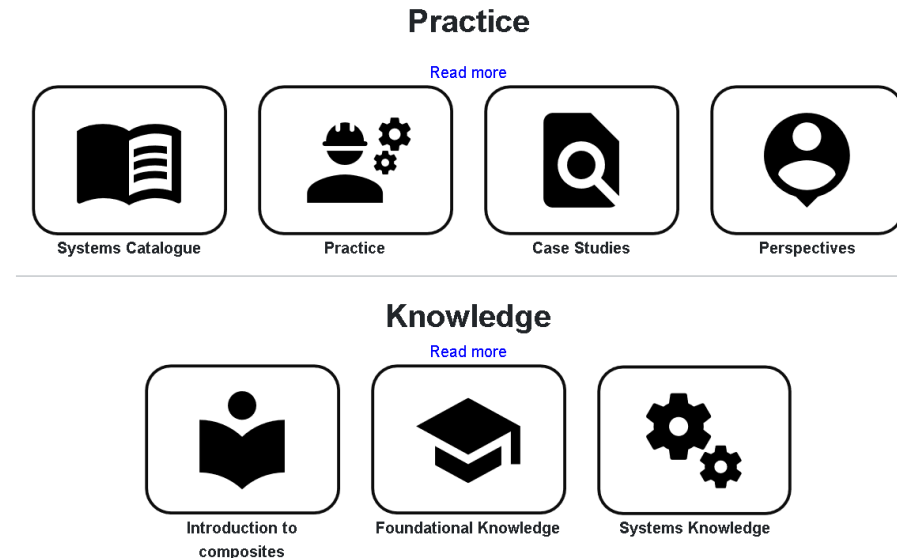 Practice
Read more
Systems Catalogue
Practice
Case Studies
Perspectives
Knowledge
Read more
Introduction to
composites
Foundational Knowledge
Systems Knowledge